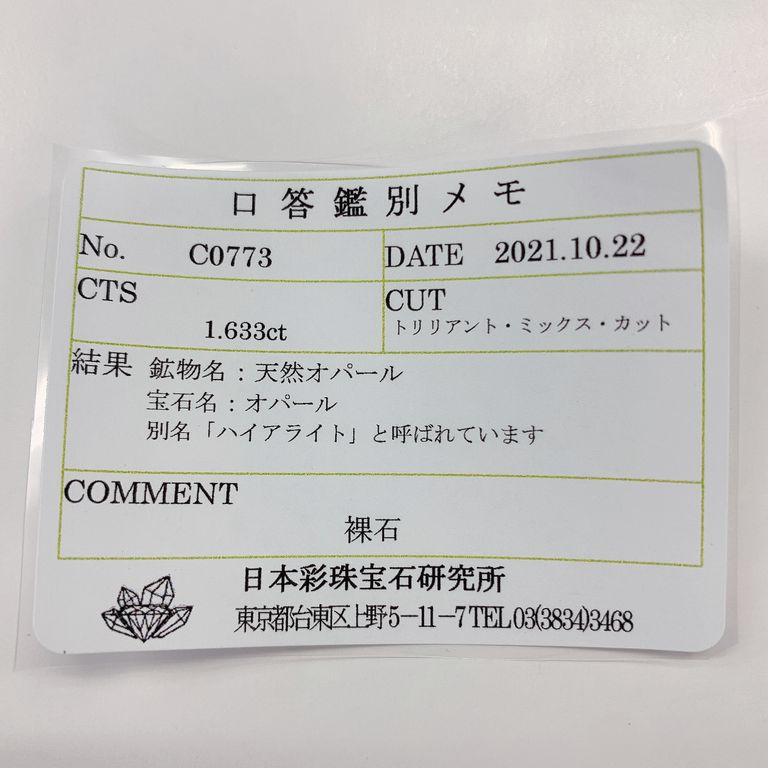 口答鑑別メモ
No. C0773 DATE 2021.10.22
CTS CUT
1.633ct トリリアント・ミックス・カット
結果 鉱物名：天然オパール
宝石名：オパール
別名「ハイアライト」と呼ばれています
COMMENT
裸石
日本彩珠宝石研究所
東京都台東区上野5－11－7 TEL 03(3834)3468